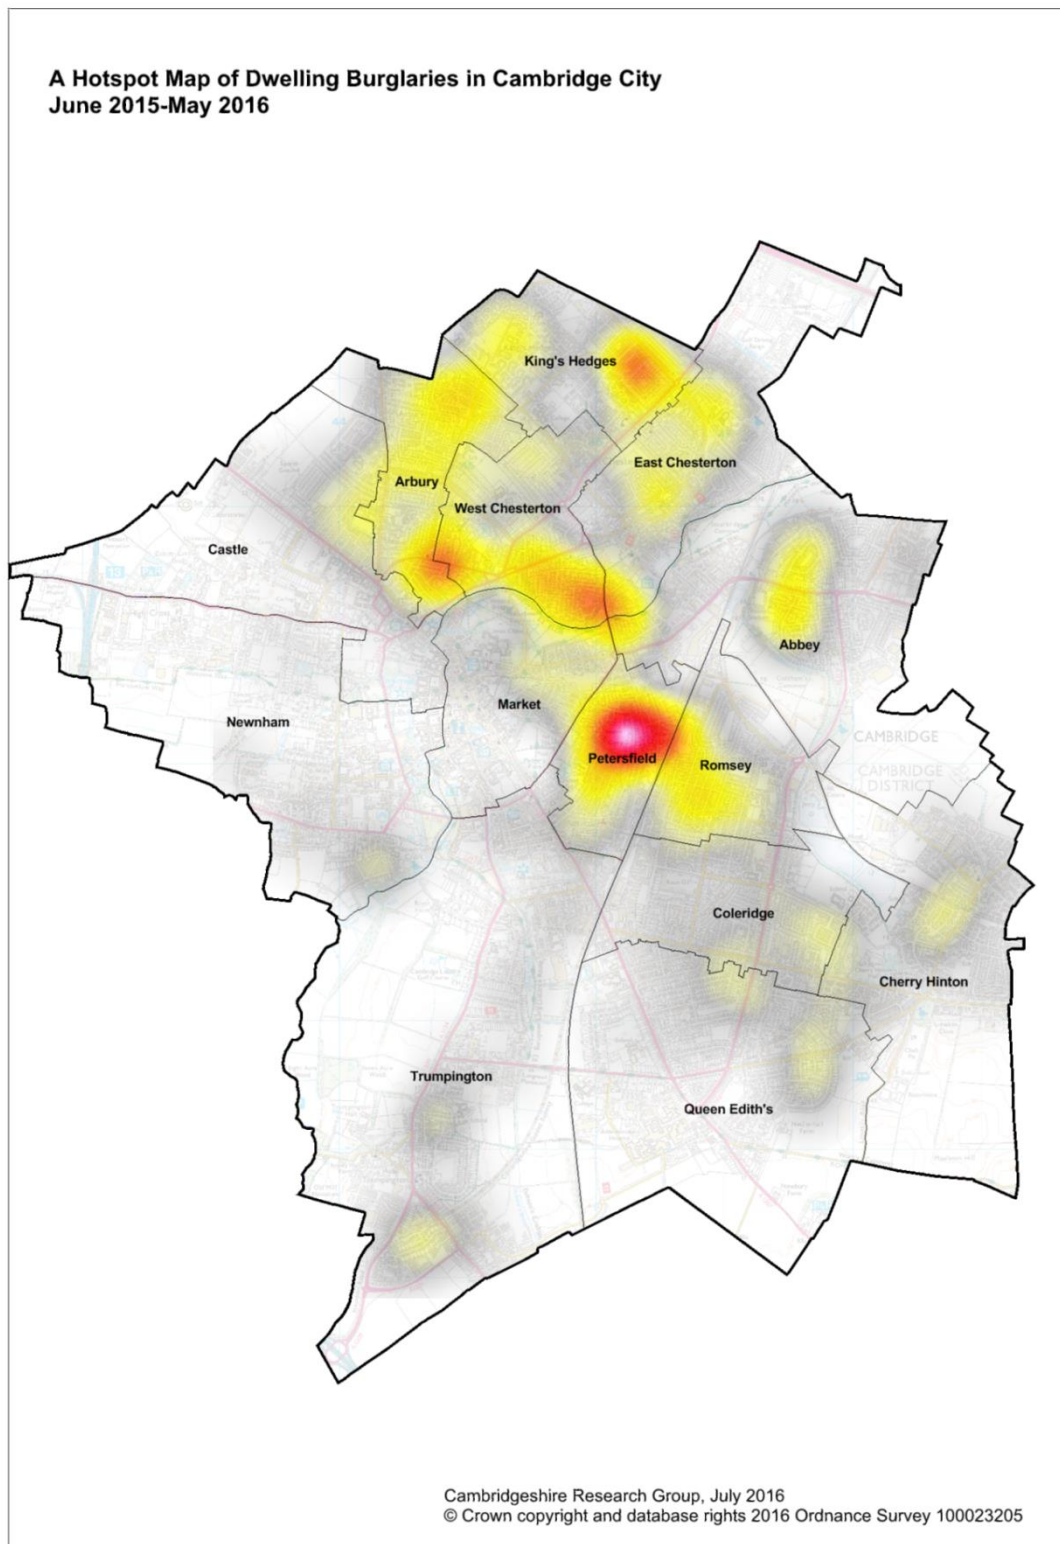 A Hotspot Map of Dwelling Burglaries in Cambridge City
June 2015-May 2016
King's Hedges
East Chesterton
Arbury
West Chesterton
Castle
Abbey
Market
Newnham
Petersfield
Romsey
CAMBRIDGE
CAMBRIDGE
DISTRICT
Coleridge
Cherry Hinton
Trumpington
Queen Edith's
Cambridgeshire Research Group, July 2016
© Crown copyright and database rights 2016 Ordnance Survey 100023205